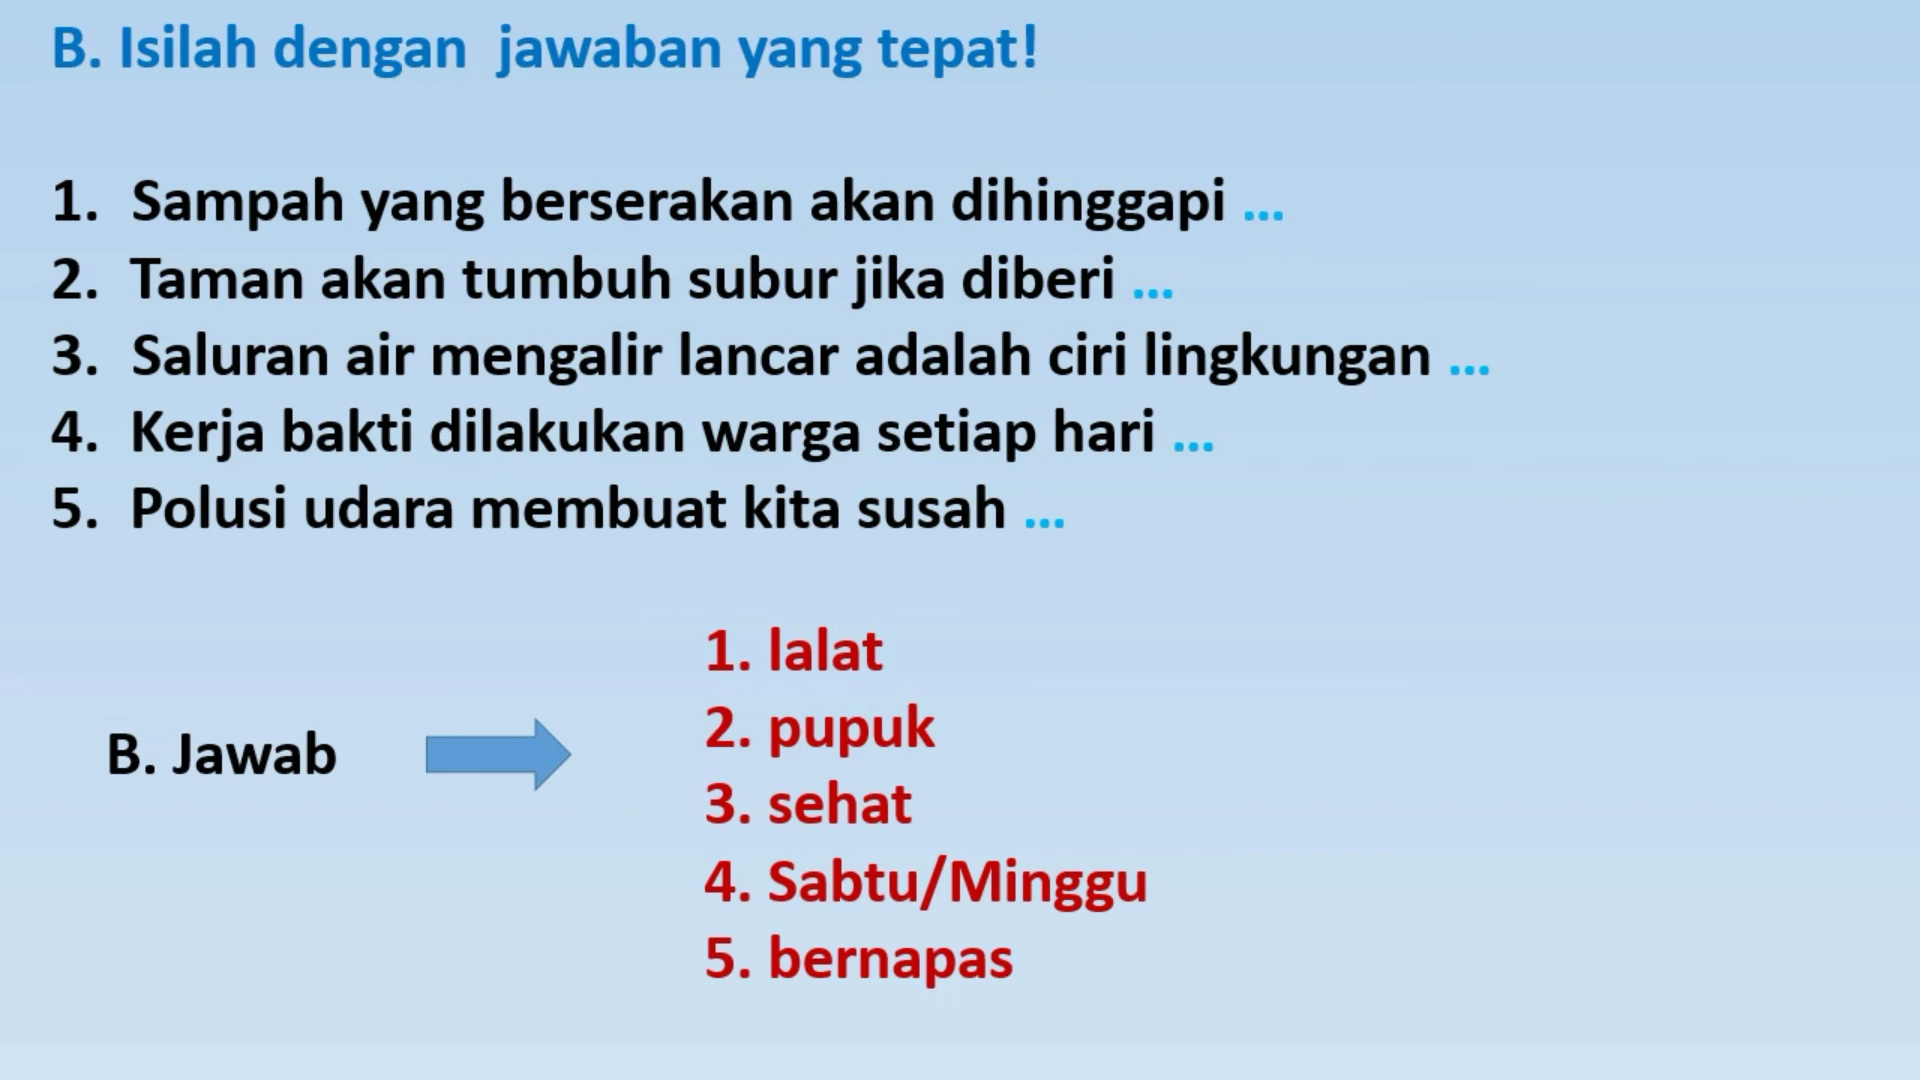 B. Isilah dengan jawaban yang tepat!
1. Sampah yang berserakan akan dihinggapi ...
2. Taman akan tumbuh subur jika diberi ...
3. Saluran air mengalir lancar adalah ciri lingkungan ...
4. Kerja bakti dilakukan warga setiap hari ...
5. Polusi udara membuat kita susah ...
B. Jawab
1. lalat
2. pupuk
3. sehat
4. Sabtu/Minggu
5. bernapas